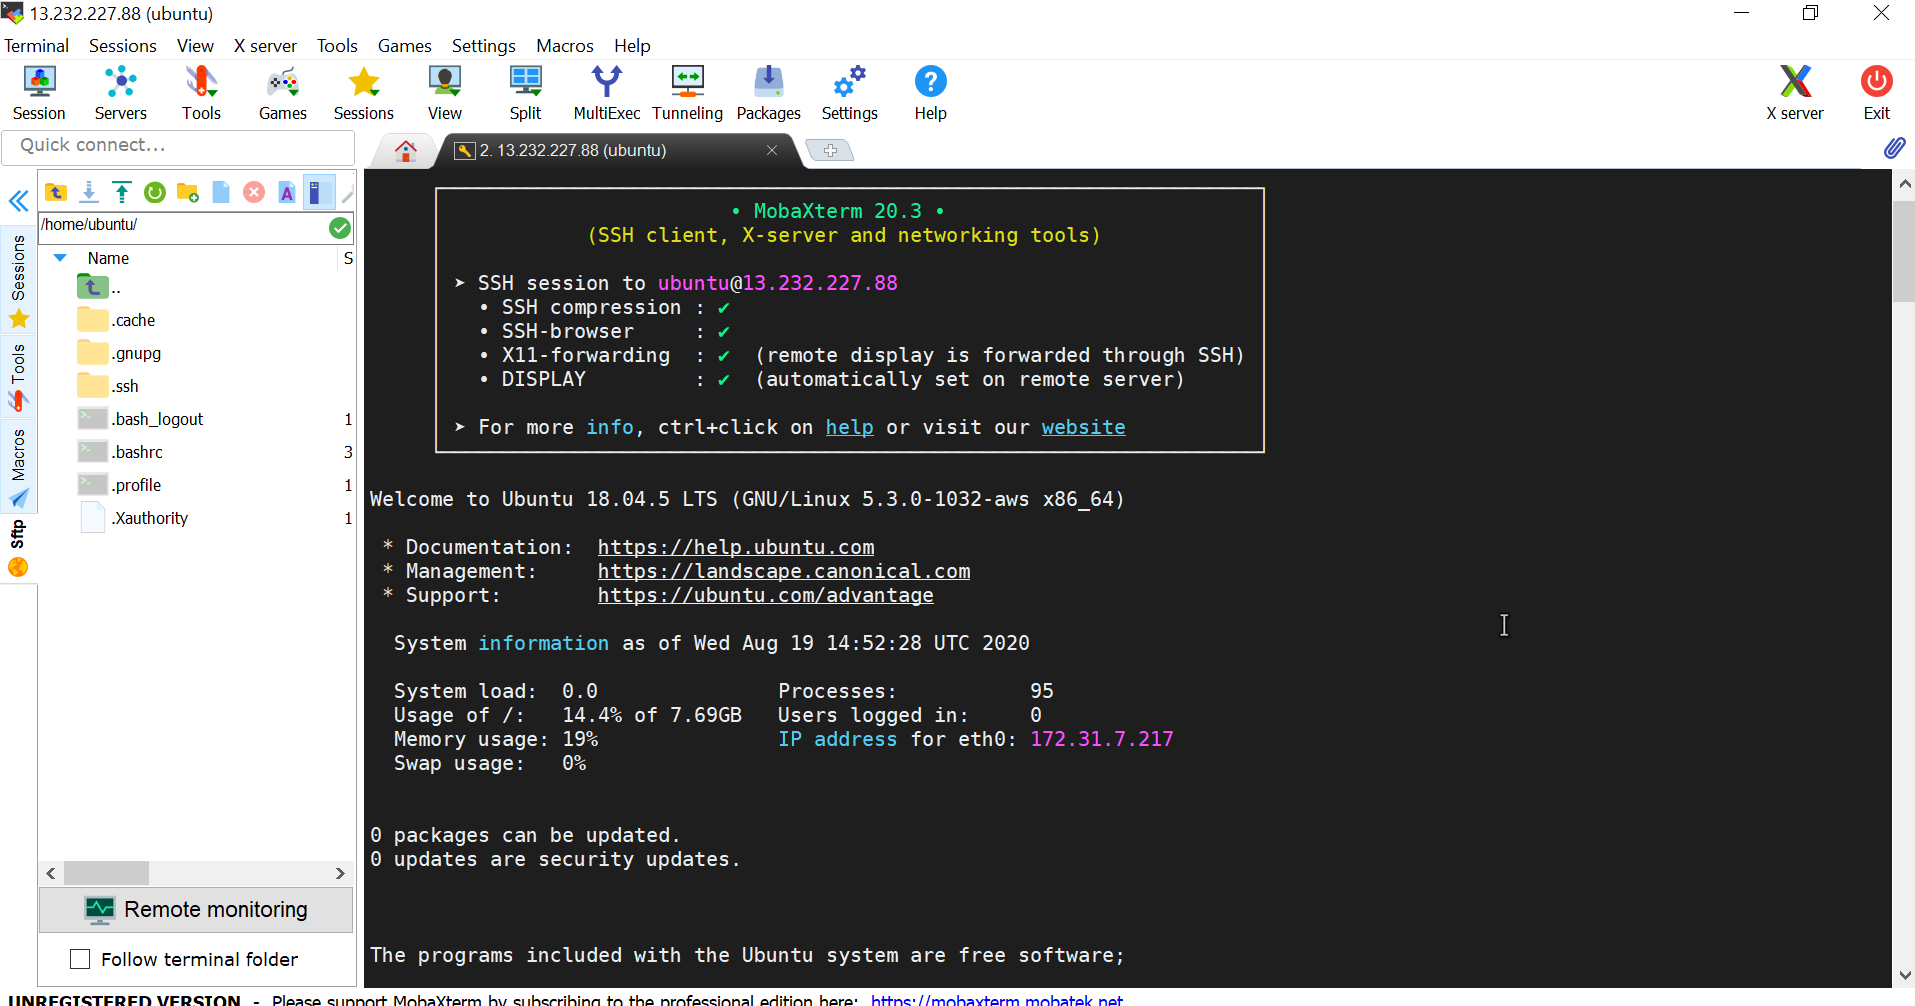 13.232.227.88 (ubuntu)
Terminal Sessions View X server Tools Games Settings Macros Help
Session Servers Tools Games Sessions View Split MultiExec Tunneling Packages Settings Help X server Exit
Quick connect...
2. 13.232.227.88 (ubuntu)
/home/ubuntu/
Name S
..
.cache
.gnupg
.ssh
.bash_logout 1
.bashrc 3
.profile 1
.Xauthority 1
Sessions
Tools
Macros
Sftp
Remote monitoring
Follow terminal folder
• MobaXterm 20.3 •
(SSH client, X-server and networking tools)
➤ SSH session to ubuntu@13.232.227.88
• SSH compression : ✔
• SSH-browser : ✔
• X11-forwarding : ✔ (remote display is forwarded through SSH)
• DISPLAY : ✔ (automatically set on remote server)
➤ For more info, ctrl+click on help or visit our website
Welcome to Ubuntu 18.04.5 LTS (GNU/Linux 5.3.0-1032-aws x86_64)
* Documentation: https://help.ubuntu.com
* Management: https://landscape.canonical.com
* Support: https://ubuntu.com/advantage
System information as of Wed Aug 19 14:52:28 UTC 2020
System load: 0.0 Processes: 95
Usage of /: 14.4% of 7.69GB Users logged in: 0
Memory usage: 19% IP address for eth0: 172.31.7.217
Swap usage: 0%
0 packages can be updated.
0 updates are security updates.
The programs included with the Ubuntu system are free software;
UNREGISTERED VERSION - Please support MobaXterm by subscribing to the professional edition here: https://mobaxterm.mobatek.net